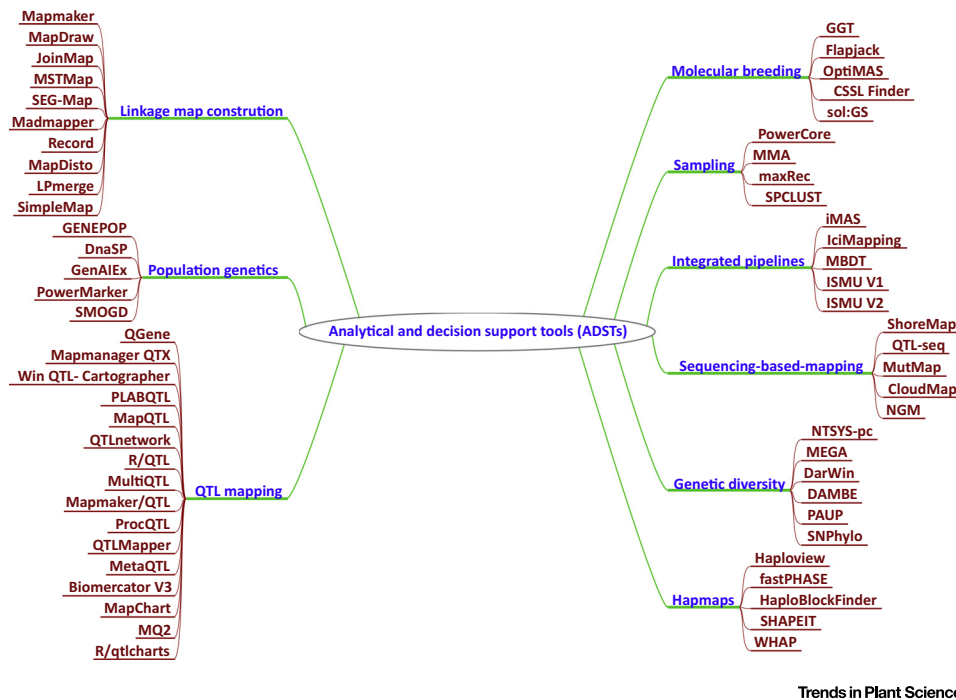 Mapmaker
MapDraw
JoinMap
MSTMap
SEG-Map
Madmapper
Record
MapDisto
LPmerge
SimpleMap
Linkage map constrution
GENEPOP
DnaSP
GenAlEx
PowerMarker
SMOGD
Population genetics
QGene
Mapmanager QTX
Win QTL- Cartographer
PLABQTL
MapQTL
QTLnetwork
R/QTL
MultiQTL
Mapmaker/QTL
ProcQTL
QTLMapper
MetaQTL
Biomercator V3
MapChart
MQ2
R/qtlcharts
QTL mapping
Analytical and decision support tools (ADSTs)
Molecular breeding
GGT
Flapjack
OptiMAS
CSSL Finder
sol:GS
Sampling
PowerCore
MMA
maxRec
SPCLUST
Integrated pipelines
iMAS
IciMapping
MBDT
ISMU V1
ISMU V2
Sequencing-based-mapping
ShoreMap
QTL-seq
MutMap
CloudMap
NGM
Genetic diversity
NTSYS-pc
MEGA
DarWin
DAMBE
PAUP
SNPhylo
Hapmaps
Haploview
fastPHASE
HaploBlockFinder
SHAPEIT
WHAP
Trends in Plant Science